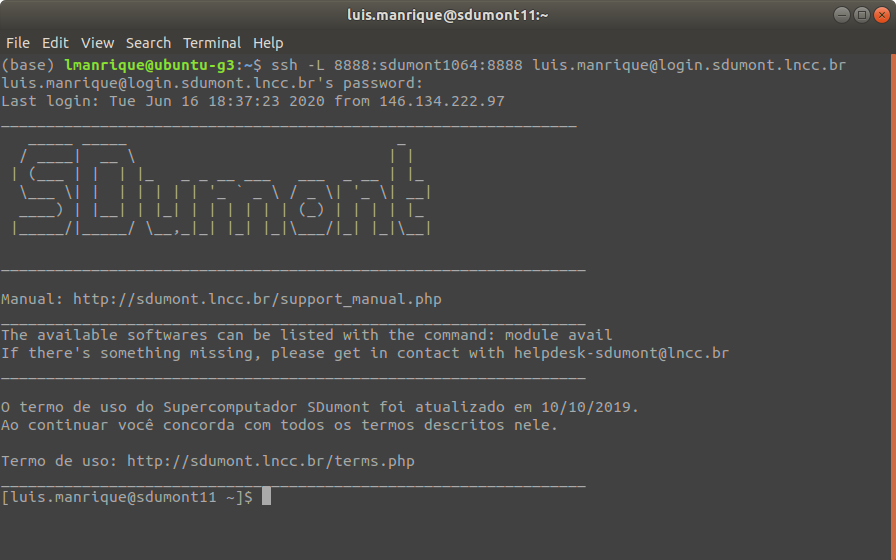 luis.manrique@sdumont11:~
File Edit View Search Terminal Help
(base) lmanrique@ubuntu-g3:~$ ssh -L 8888:sdumont1064:8888 luis.manrique@login.sdumont.lncc.br
luis.manrique@login.sdumont.lncc.br's password:
Last login: Tue Jun 16 18:37:23 2020 from 146.134.222.97
SDumont
Manual: http://sdumont.lncc.br/support_manual.php
The available softwares can be listed with the command: module avail
If there's something missing, please get in contact with helpdesk-sdumont@lncc.br
O termo de uso do Supercomputador SDumont foi atualizado em 10/10/2019.
Ao continuar você concorda com todos os termos descritos nele.
Termo de uso: http://sdumont.lncc.br/terms.php
[luis.manrique@sdumont11 ~]$